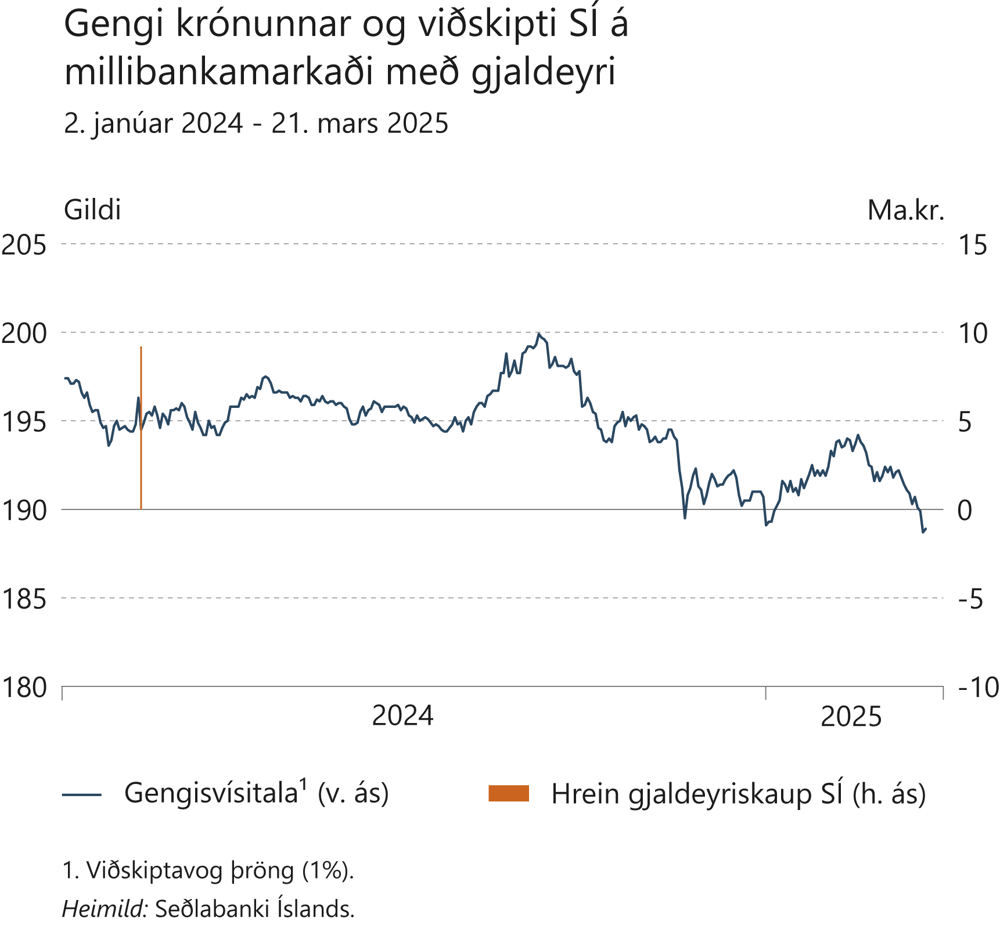 Gengi krónunnar og viðskipti SÍ á
millibankamarkaði með gjaldeyri
2. janúar 2024 - 21. mars 2025
Gildi
Ma.kr.
205
15
200
10
195
5
190
0
185
-5
180
-10
2024
2025
Gengisvísitala¹ (v. ás)
Hrein gjaldeyriskaup SÍ (h. ás)
1. Viðskiptavog þröng (1%).
Heimild: Seðlabanki Íslands.